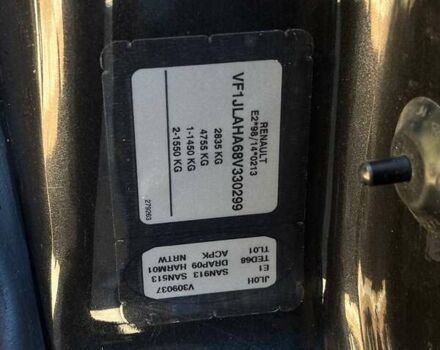 RENAULT
E2*98/14*0213
VF1JLAHA68V330299
2835 KG
4755 KG
1-1450 KG
2-1550 KG
279263
JL0H
E1
TED68 SAN913 SAN513
TL01 DRAP09 HARM01
ACPK NRTW
V309037